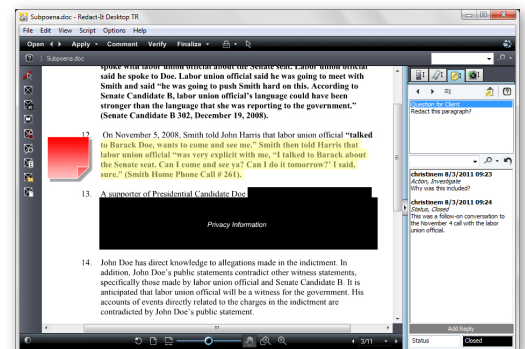 Subpoena.doc - Redact-It Desktop TR
File Edit View Script Options Help
Open Apply Comment Verify Finalize
Subpoena.doc
spoke with labor union official about the Senate seat. Labor union official
said he spoke to Doe. Labor union official said he was going to meet with
Smith and said “he was going to push Smith hard on this. According to
Senate Candidate B, labor union official’s language could have been
stronger than the language that she was reporting to the government.”
(Senate Candidate B 302, December 19, 2008).
12. On November 5, 2008, Smith told John Harris that labor union official “talked
to Barack Doe, wants to come and see me.” Smith then told Harris that
labor union official “was very explicit with me, “I talked to Barack about
the Senate seat. Can I come and see ya? Can I do it tomorrow?’ I said,
sure.” (Smith Home Phone Call # 261).
13. A supporter of Presidential Candidate Doe
Privacy Information
14. John Doe has direct knowledge to allegations made in the indictment. In
addition, John Doe’s public statements contradict other witness statements,
specifically those made by labor union official and Senate Candidate B. It is
anticipated that labor union official will be a witness for the government. His
accounts of events directly related to the charges in the indictment are
contradicted by John Doe’s public statement.
3/11
Question for Client
Redact this paragraph?
christinem 8/3/2011 09:23
Action, Investigate
Why was this included?
christinem 8/3/2011 09:24
Status, Closed
This was a follow-on conversation to
the November 4 call with the labor
union official.
Add Reply
Status Closed